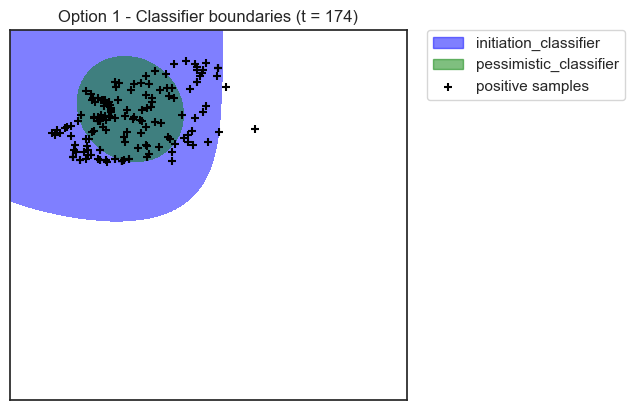 Option 1 - Classifier boundaries (t = 174)
initiation_classifier
pessimistic_classifier
positive samples